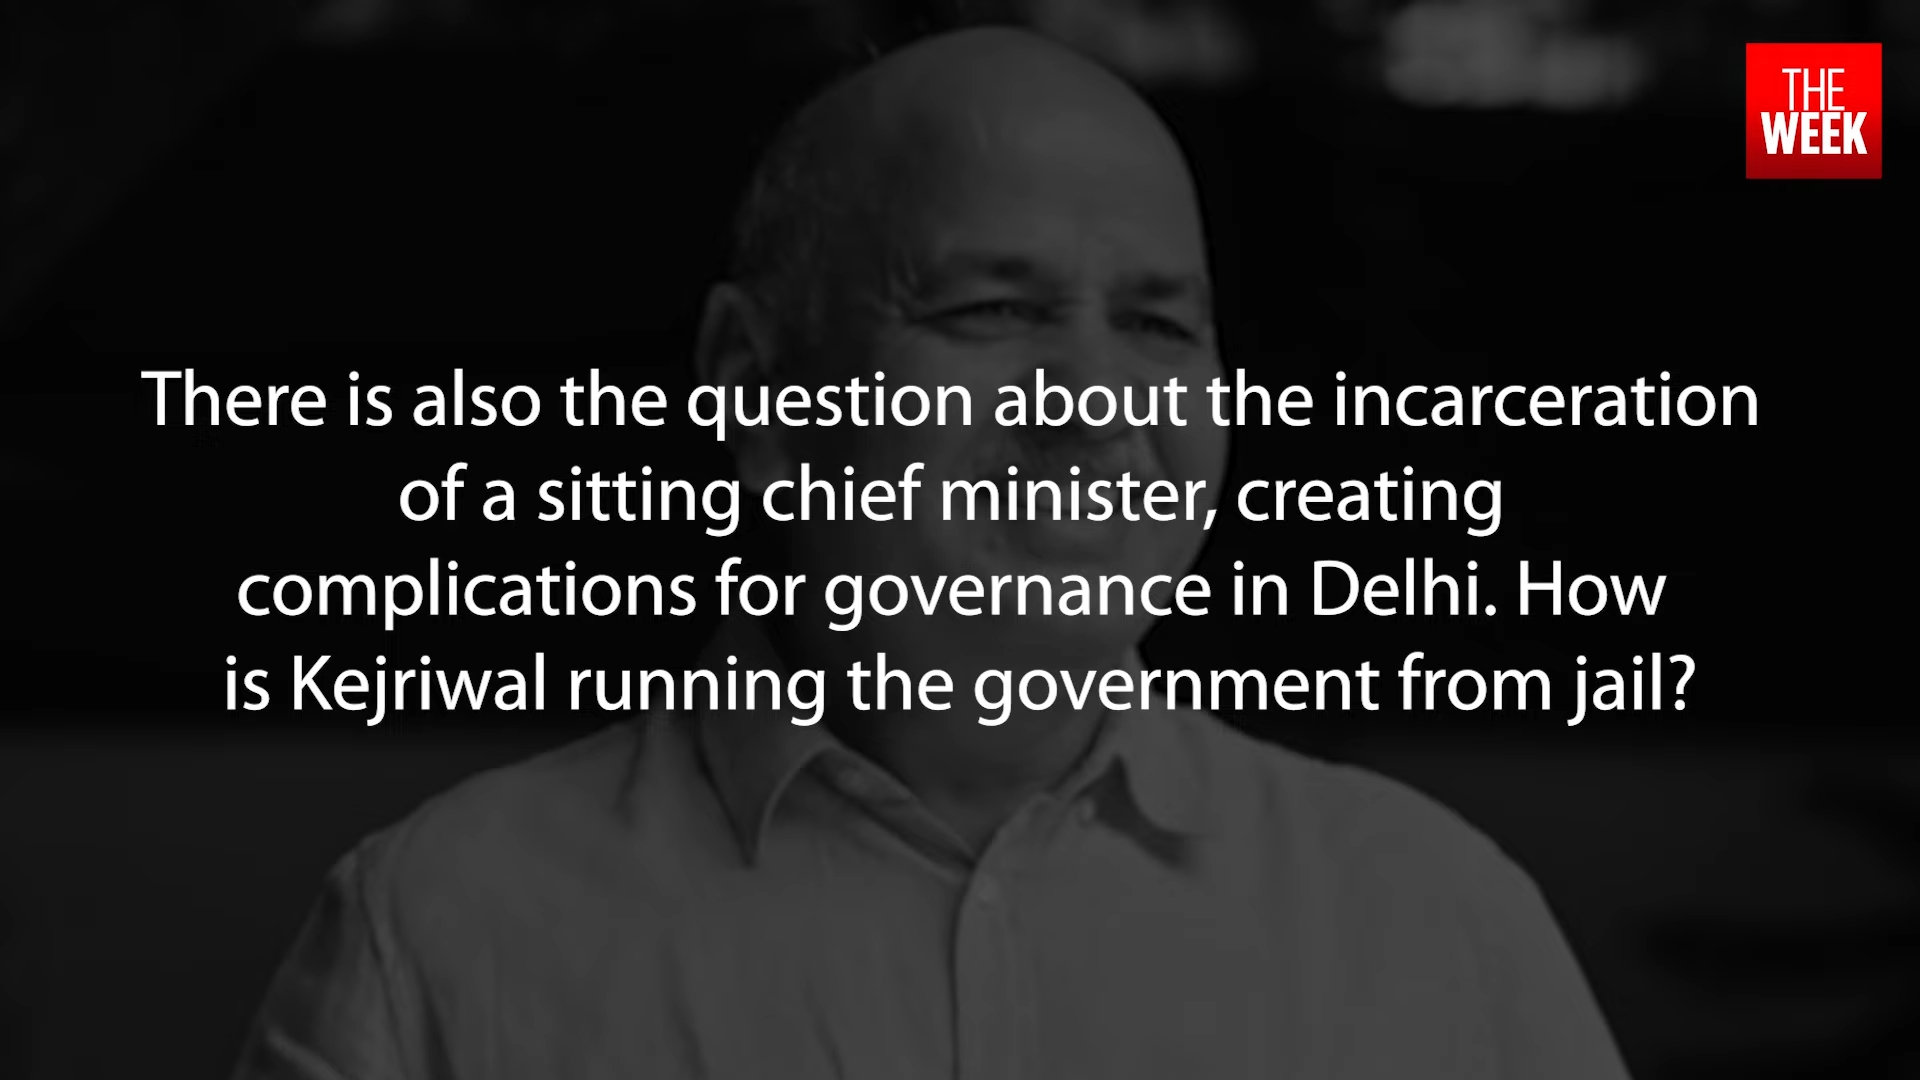 THE
WEEK
There is also the question about the incarceration
of a sitting chief minister, creating
complications for governance in Delhi. How
is Kejriwal running the government from jail?